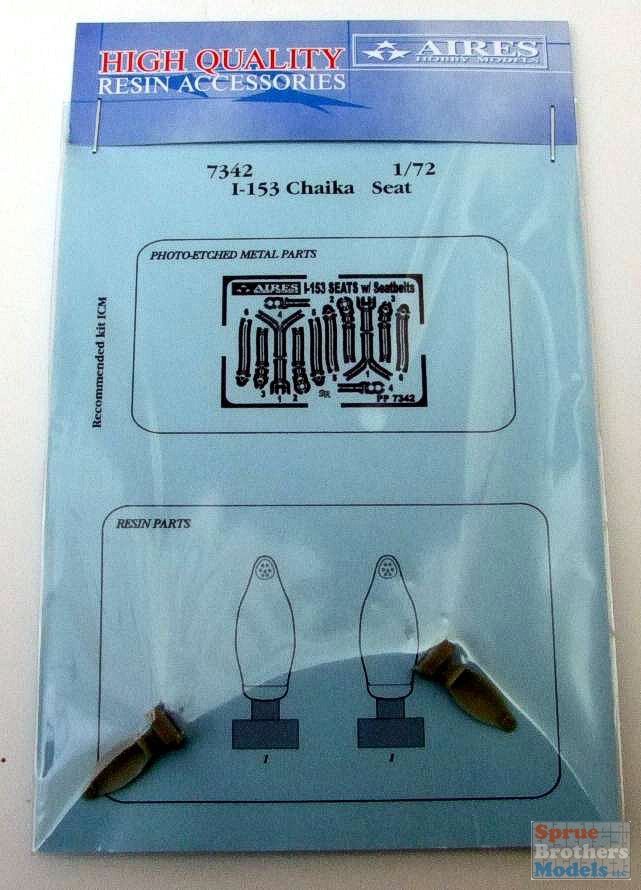 HIGH QUALITY
RESIN ACCESSORIES
AIRES
HOBBY MODELS
7342 1/72
I-153 Chaika Seat
PHOTO-ETCHED METAL PARTS
AIRES I-153 SEATS w/ Seatbelts
PP 7342
Recommended kit ICM
RESIN PARTS
1 1
Sprue
Brothers
Models LLC